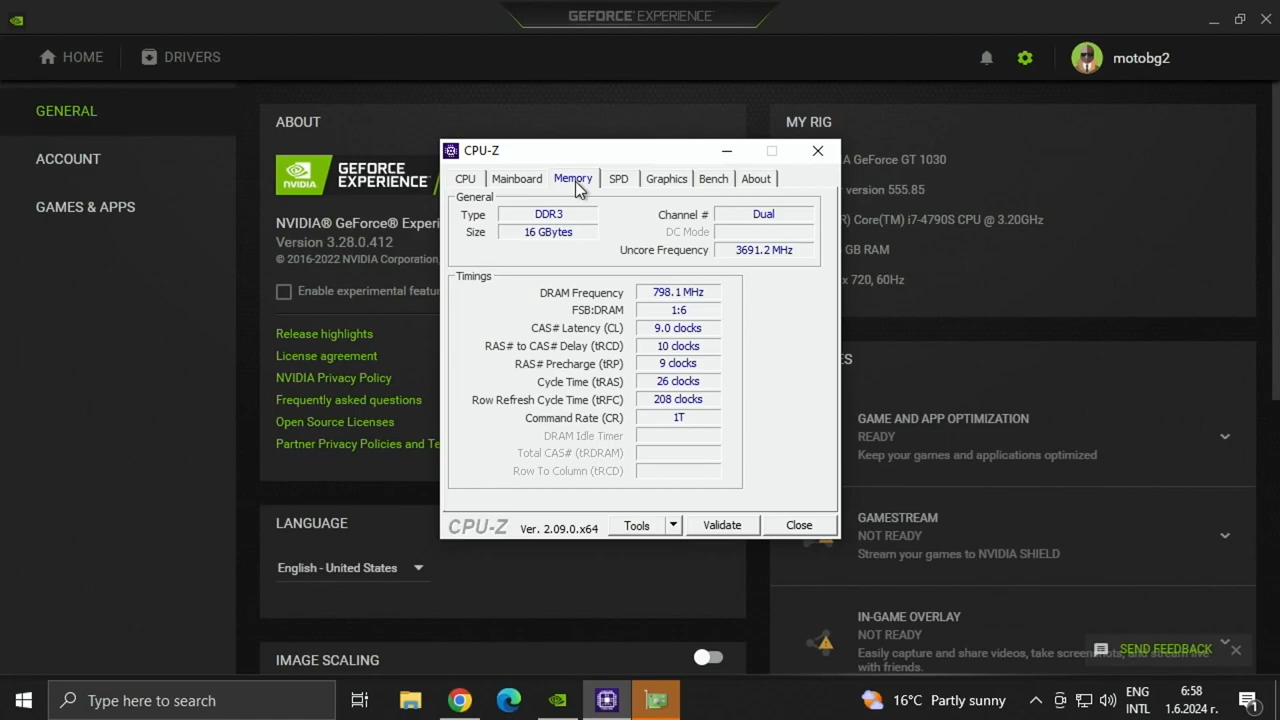 GEFORCE® EXPERIENCE
HOME
DRIVERS
motobg2
GENERAL
ACCOUNT
GAMES & APPS
ABOUT
NVIDIA
GEFORCE®
EXPERIENCE
NVIDIA® GeForce® Experi
Version 3.28.0.412
© 2016-2022 NVIDIA Corporation,
Enable experimental featu
Release highlights
License agreement
NVIDIA Privacy Policy
Frequently asked questions
Open Source Licenses
Partner Privacy Policies and Te
LANGUAGE
English - United States
IMAGE SCALING
CPU-Z
CPU Mainboard Memory SPD Graphics Bench About
General
Type DDR3 Channel # Dual
Size 16 GBytes DC Mode
Uncore Frequency 3691.2 MHz
Timings
DRAM Frequency 798.1 MHz
FSB:DRAM 1:6
CAS# Latency (CL) 9.0 clocks
RAS# to CAS# Delay (tRCD) 10 clocks
RAS# Precharge (tRP) 9 clocks
Cycle Time (tRAS) 26 clocks
Row Refresh Cycle Time (tRFC) 208 clocks
Command Rate (CR) 1T
DRAM Idle Timer
Total CAS# (tRDRAM)
Row To Column (tRCD)
CPU-Z Ver. 2.09.0.x64 Tools Validate Close
MY RIG
A GeForce GT 1030
version 555.85
R) Core(TM) i7-4790S CPU @ 3.20GHz
GB RAM
x 720, 60Hz
ES
GAME AND APP OPTIMIZATION
READY
Keep your games and applications optimized
GAMESTREAM
NOT READY
Stream your games to NVIDIA SHIELD
IN-GAME OVERLAY
NOT READY
Easily capture and share videos, take screenshots, and stream live
with friends.
SEND FEEDBACK
Type here to search
16°C Partly sunny
ENG
INTL
6:58
1.6.2024 г.
1